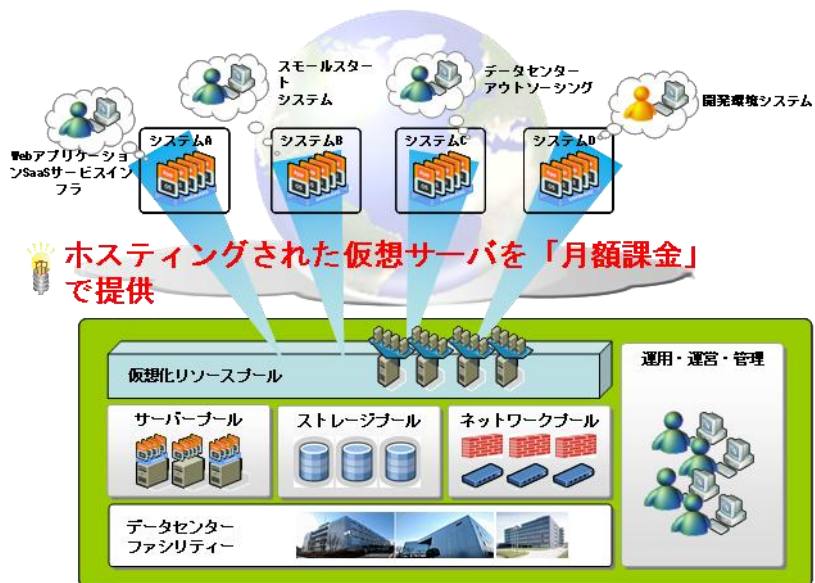 スモールスター
ト
システム
データセンター
アウトソーシング
開発環境システム
Webアプリケーショ
ンSaaSサービスインフ
ラ
システムA
システムB
システムC
システムD
ホスティングされた仮想サーバを「月額課金」
で提供
仮想化リソースプール
運用・運営・管理
サーバープール
ストレージプール
ネットワークプール
データセンター
ファシリティー